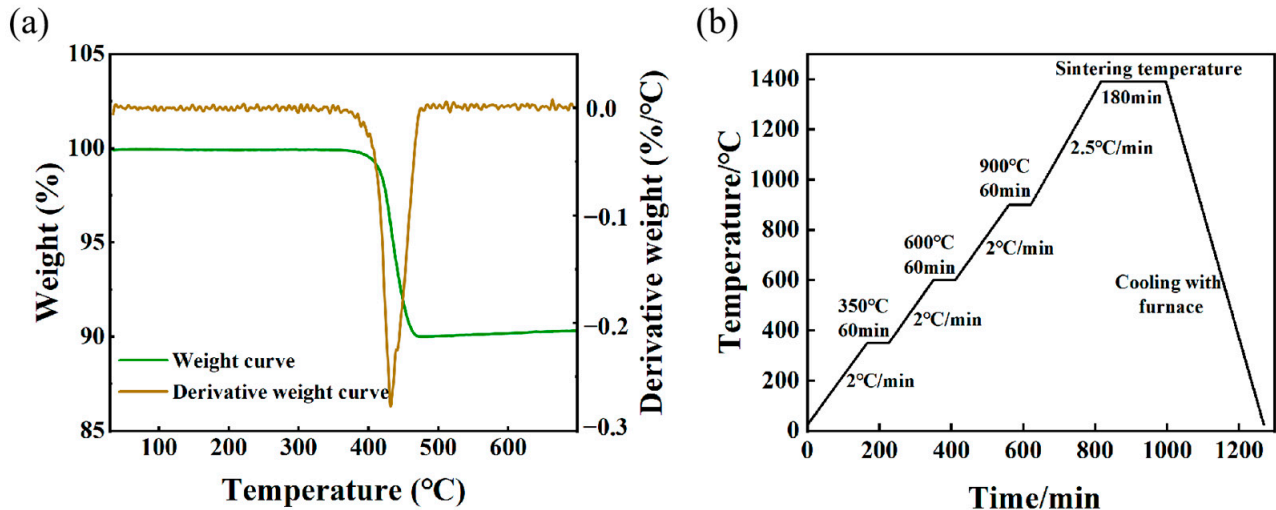 (a)
105
100
95
90
85
Weight (%)
0.0
−0.1
−0.2
−0.3
Derivative weight (%/°C)
Weight curve
Derivative weight curve
100
200
300
400
500
600
Temperature (°C)
(b)
1400
1200
1000
800
600
400
200
0
Temperature/°C
Sintering temperature
180min
2.5°C/min
900°C
60min
2°C/min
600°C
60min
2°C/min
350°C
60min
2°C/min
Cooling with
furnace
0
200
400
600
800
1000
1200
Time/min